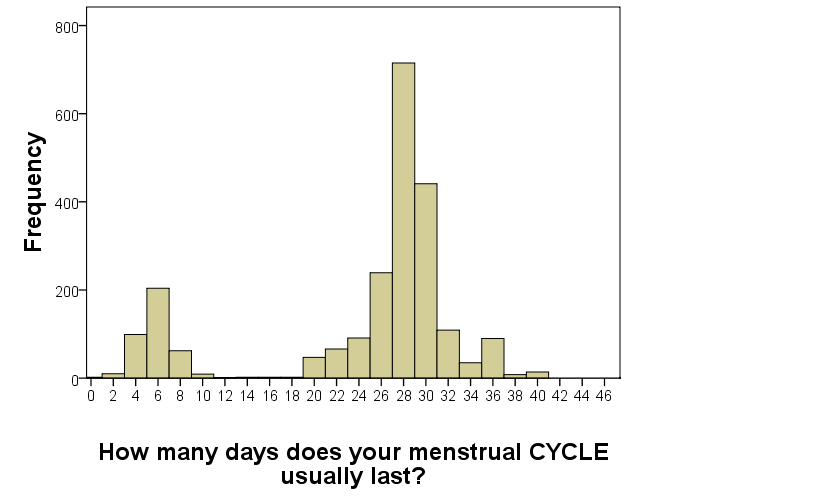 800
600
400
200
0
Frequency
0 2 4 6 8 10 12 14 16 18 20 22 24 26 28 30 32 34 36 38 40 42 44 46
How many days does your menstrual CYCLE
usually last?